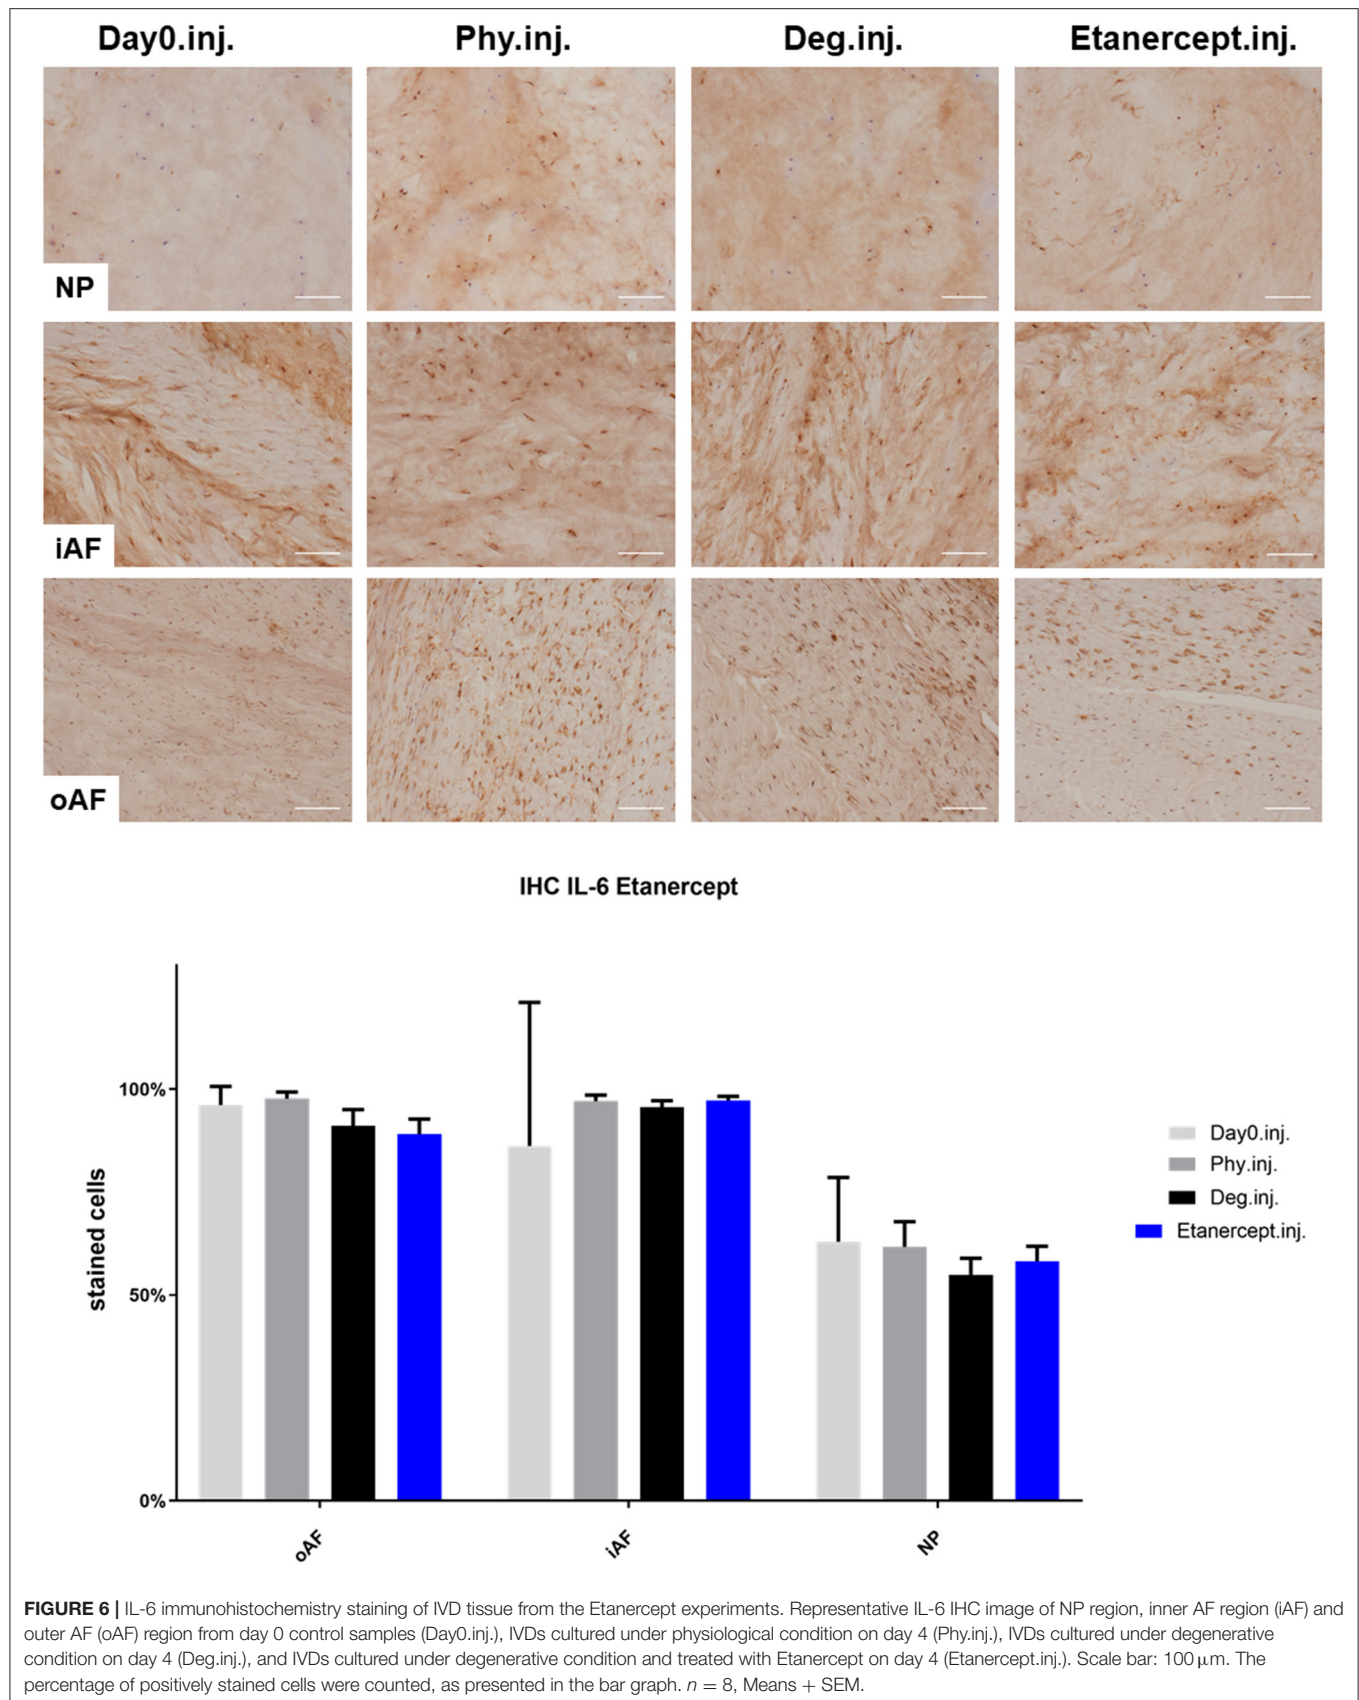 Day0.inj. Phy.inj. Deg.inj. Etanercept.inj.
NP
iAF
oAF
IHC IL-6 Etanercept
stained cells
100%
50%
0%
oAF iAF NP
Day0.inj.
Phy.inj.
Deg.inj.
Etanercept.inj.
FIGURE 6 | IL-6 immunohistochemistry staining of IVD tissue from the Etanercept experiments. Representative IL-6 IHC image of NP region, inner AF region (iAF) and
outer AF (oAF) region from day 0 control samples (Day0.inj.), IVDs cultured under physiological condition on day 4 (Phy.inj.), IVDs cultured under degenerative
condition on day 4 (Deg.inj.), and IVDs cultured under degenerative condition and treated with Etanercept on day 4 (Etanercept.inj.). Scale bar: 100 μm. The
percentage of positively stained cells were counted, as presented in the bar graph. n = 8, Means + SEM.